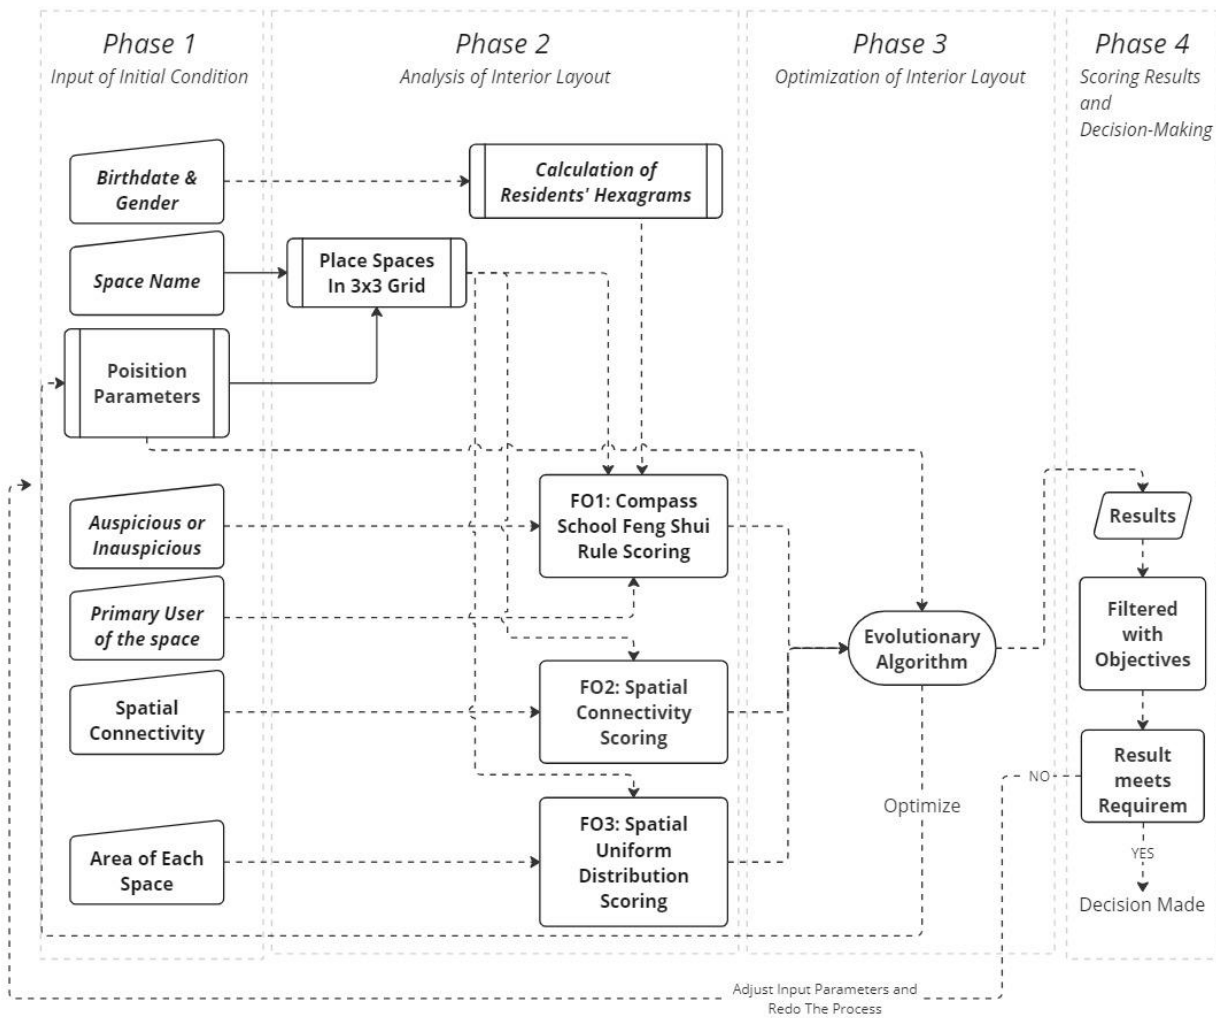 Phase 1
Input of Initial Condition
Phase 2
Analysis of Interior Layout
Phase 3
Optimization of Interior Layout
Phase 4
Scoring Results
and
Decision-Making
Birthdate &
Gender
Calculation of
Residents' Hexagrams
Space Name
Place Spaces
In 3x3 Grid
Poisition
Parameters
Auspicious or
Inauspicious
FO1: Compass
School Feng Shui
Rule Scoring
Results
Primary User
of the space
Evolutionary
Algorithm
Filtered
with
Objectives
Spatial
Connectivity
FO2: Spatial
Connectivity
Scoring
Result
meets
Requirem
NO
Optimize
Area of Each
Space
FO3: Spatial
Uniform
Distribution
Scoring
YES
Decision Made
Adjust Input Parameters and
Redo The Process